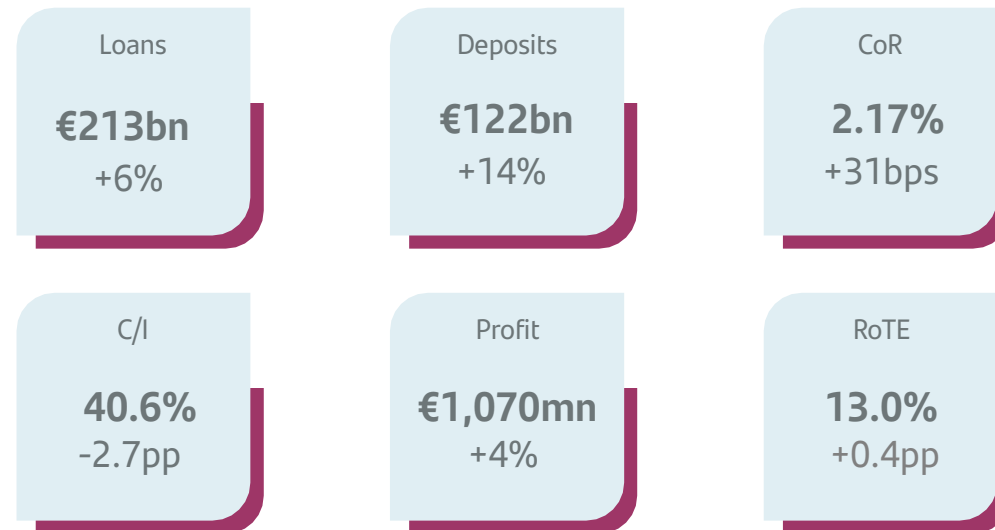 Loans
€213bn
+6%
Deposits
€122bn
+14%
CoR
2.17%
+31bps
C/I
40.6%
-2.7pp
Profit
€1,070mn
+4%
RoTE
13.0%
+0.4pp